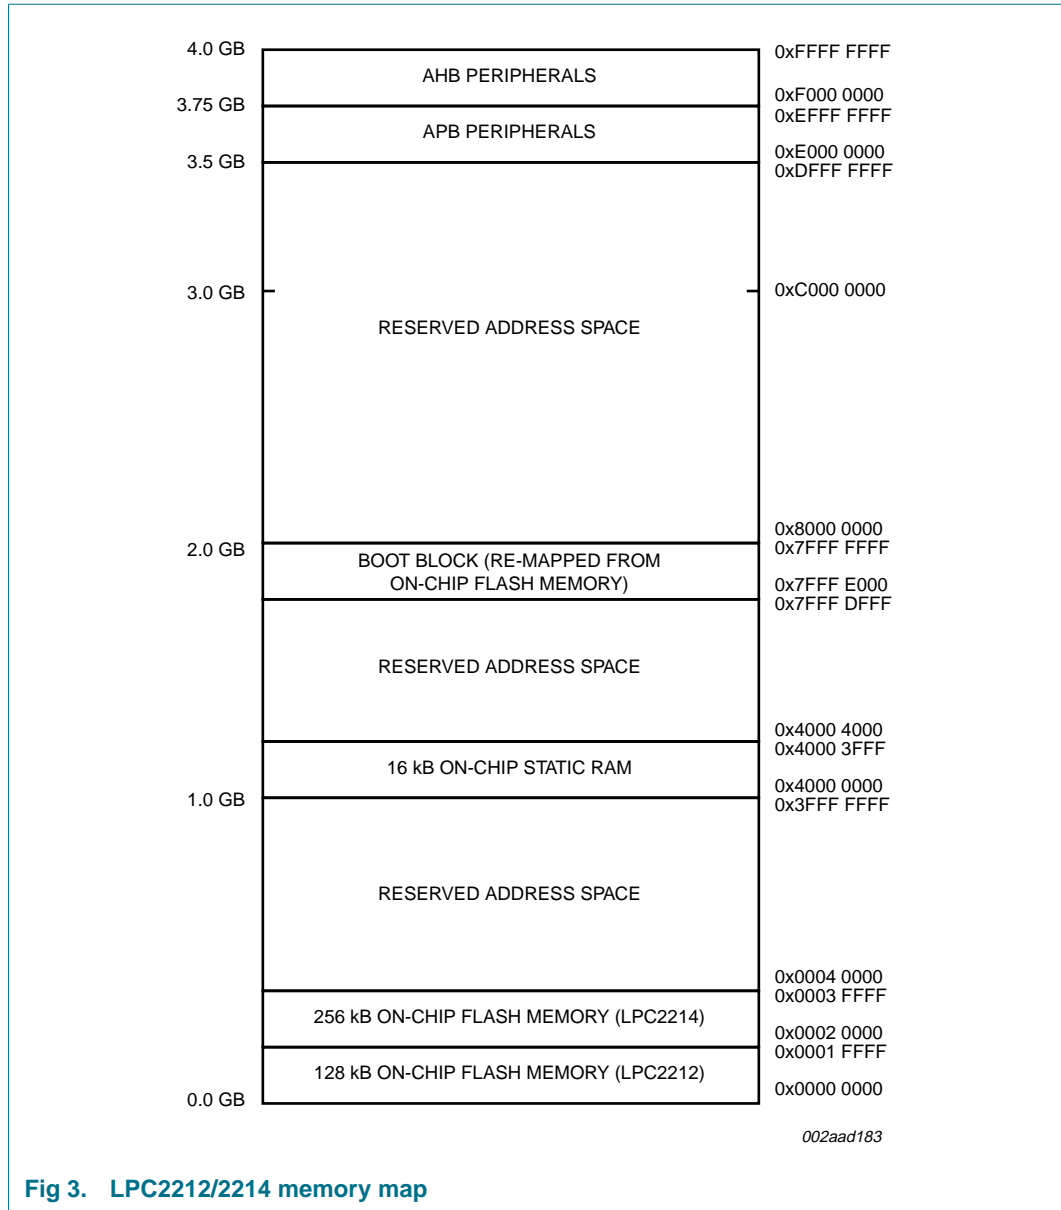 4.0 GB
0xFFFF FFFF
AHB PERIPHERALS
0xF000 0000
3.75 GB
0xEFFF FFFF
APB PERIPHERALS
0xE000 0000
3.5 GB
0xDFFF FFFF
3.0 GB
0xC000 0000
RESERVED ADDRESS SPACE
0x8000 0000
2.0 GB
0x7FFF FFFF
BOOT BLOCK (RE-MAPPED FROM
ON-CHIP FLASH MEMORY)
0x7FFF E000
0x7FFF DFFF
RESERVED ADDRESS SPACE
0x4000 4000
0x4000 3FFF
16 kB ON-CHIP STATIC RAM
0x4000 0000
1.0 GB
0x3FFF FFFF
RESERVED ADDRESS SPACE
0x0004 0000
0x0003 FFFF
256 kB ON-CHIP FLASH MEMORY (LPC2214)
0x0002 0000
0x0001 FFFF
128 kB ON-CHIP FLASH MEMORY (LPC2212)
0x0000 0000
0.0 GB
002aad183
Fig 3. LPC2212/2214 memory map